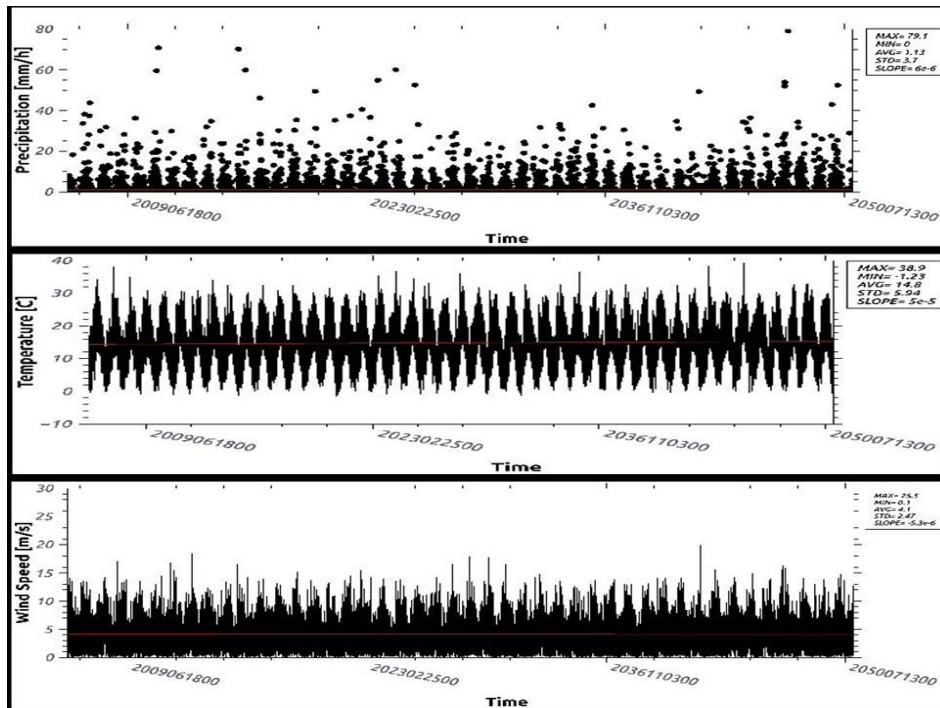 Precipitation [mm/h]
80
60
40
20
0
2009061800
2023022500
2036110300
2050071300
Time
MAX= 79.1
MIN= 0
AVG= 1.13
STD= 3.7
SLOPE= 6e-6
Temperature [C]
40
30
20
10
0
-10
2009061800
2023022500
2036110300
2050071300
Time
MAX= 38.9
MIN= -1.23
AVG= 14.8
STD= 5.94
SLOPE= 5e-5
Wind Speed [m/s]
30
25
20
15
10
5
0
2009061800
2023022500
2036110300
2050071300
Time
MIN= 0.1
AVG= 4.1
STD= 2.47
SLOPE= -5.3e-6